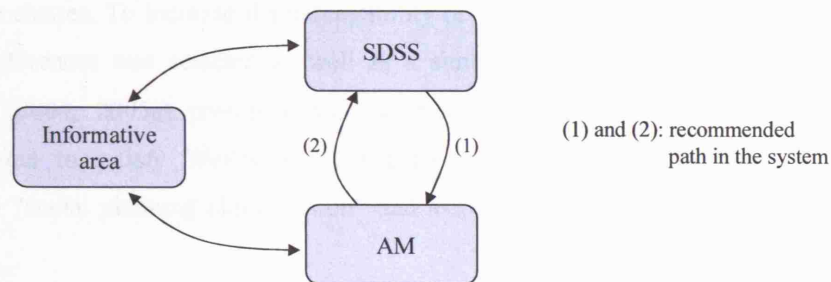 SDSS
Informative
area
(2)
(1)
(1) and (2): recommended
path in the system
AM